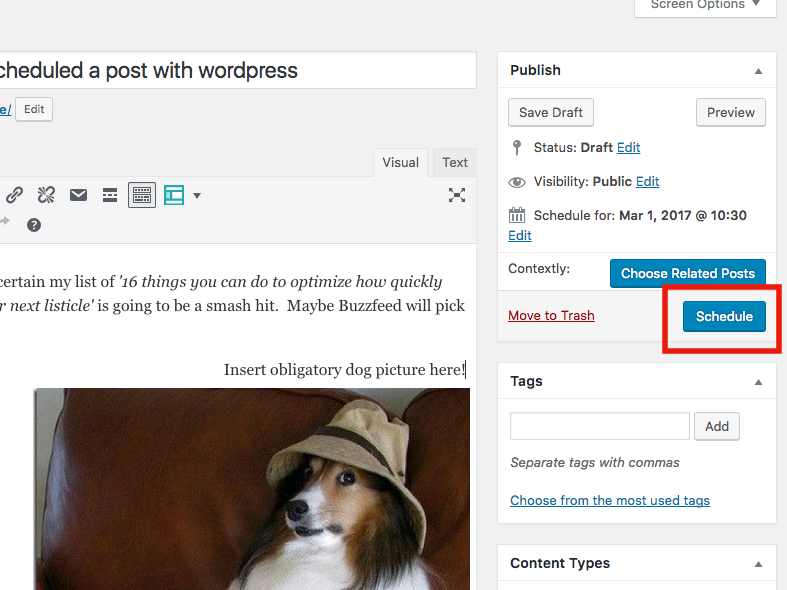 Screen Options
cheduled a post with wordpress
e/ Edit
Visual Text
certain my list of '16 things you can do to optimize how quickly
r next listicle' is going to be a smash hit. Maybe Buzzfeed will pick
Insert obligatory dog picture here!
Publish
Save Draft Preview
Status: Draft Edit
Visibility: Public Edit
Schedule for: Mar 1, 2017 @ 10:30
Edit
Contextly: Choose Related Posts
Move to Trash Schedule
Tags
Add
Separate tags with commas
Choose from the most used tags
Content Types